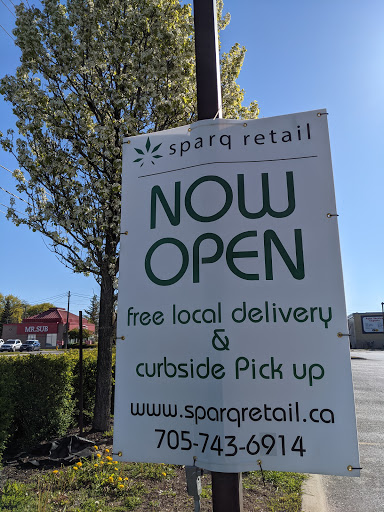 sparq retail
NOW
OPEN
free local delivery
&
curbside Pick up
www.sparqretail.ca
705-743-6914
MR.SUB